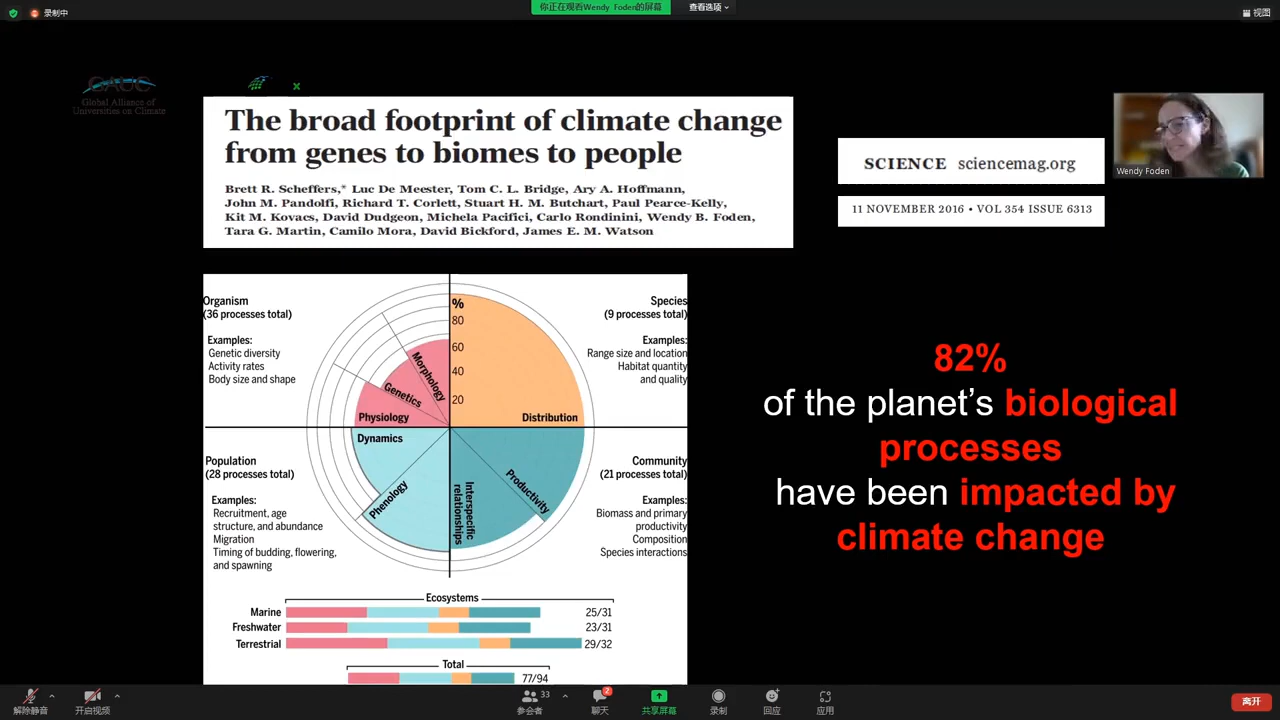 录制中
你正在观看Wendy Foden的屏幕
查看选项
视图
GAUC
Global Alliance of
Universities on Climate
The broad footprint of climate change
from genes to biomes to people
Brett R. Scheffers,* Luc De Meester, Tom C. L. Bridge, Ary A. Hoffmann,
John M. Pandolfi, Richard T. Corlett, Stuart H. M. Butchart, Paul Pearce-Kelly,
Kit M. Kovacs, David Dudgeon, Michela Pacifici, Carlo Rondinini, Wendy B. Foden,
Tara G. Martin, Camilo Mora, David Bickford, James E. M. Watson
SCIENCE sciencemag.org
11 NOVEMBER 2016 • VOL 354 ISSUE 6313
Wendy Foden
Organism
(36 processes total)
Examples:
Genetic diversity
Activity rates
Body size and shape
%
80
60
40
20
Morphology
Genetics
Physiology
Distribution
Species
(9 processes total)
Examples:
Range size and location
Habitat quantity
and quality
Population
(28 processes total)
Examples:
Recruitment, age
structure, and abundance
Migration
Timing of budding, flowering,
and spawning
Dynamics
Phenology
Interspecific
relationships
Productivity
Community
(21 processes total)
Examples:
Biomass and primary
productivity
Composition
Species interactions
Ecosystems
Marine 25/31
Freshwater 23/31
Terrestrial 29/32
Total
77/94
82%
of the planet's biological
processes
have been impacted by
climate change
解除静音
开启视频
33
参会者
2
聊天
共享屏幕
录制
回应
应用
离开